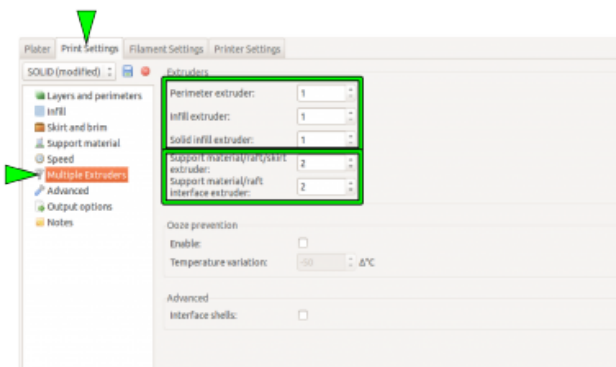 Plater Print Settings Filament Settings Printer Settings
SOLID (modified)
Extruders
Layers and perimeters
Infill
Skirt and brim
Support material
Speed
Multiple Extruders
Advanced
Output options
Notes
Perimeter extruder: 1
Infill extruder: 1
Solid infill extruder: 1
Support material/raft/skirt
extruder: 2
Support material/raft
interface extruder: 2
Ooze prevention
Enable:
Temperature variation: Δ°C
Advanced
Interface shells: